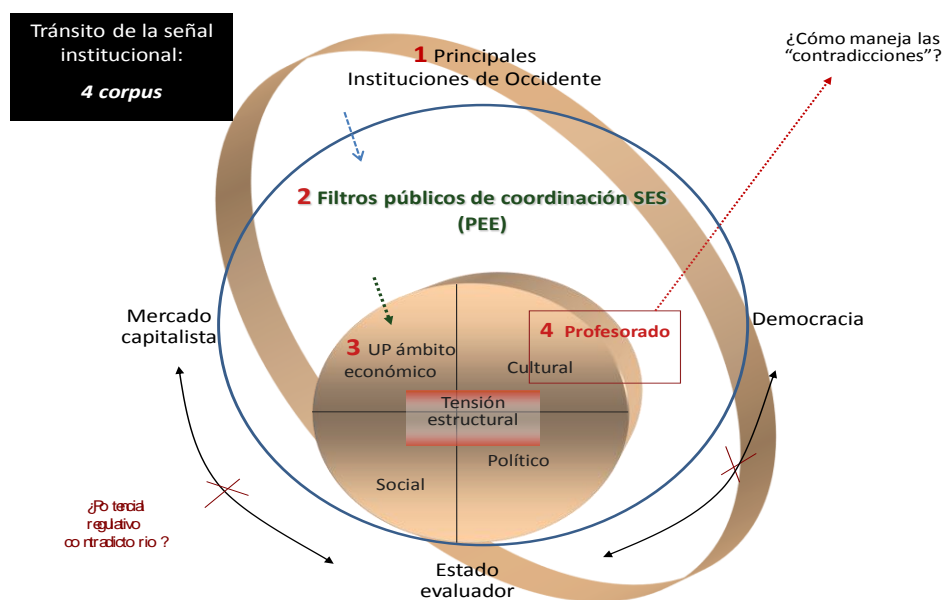 Tránsito de la señal
institucional:
4 corpus
1 Principales
Instituciones de Occidente
¿Cómo maneja las
“contradicciones”?
2 Filtros públicos de coordinación SES
(PEE)
Mercado
capitalista
Democracia
4 Profesorado
3 UP ámbito
económico
Cultural
Tensión
estructural
Político
Social
¿Potencial
regulativo
contradictorio?
Estado
evaluador